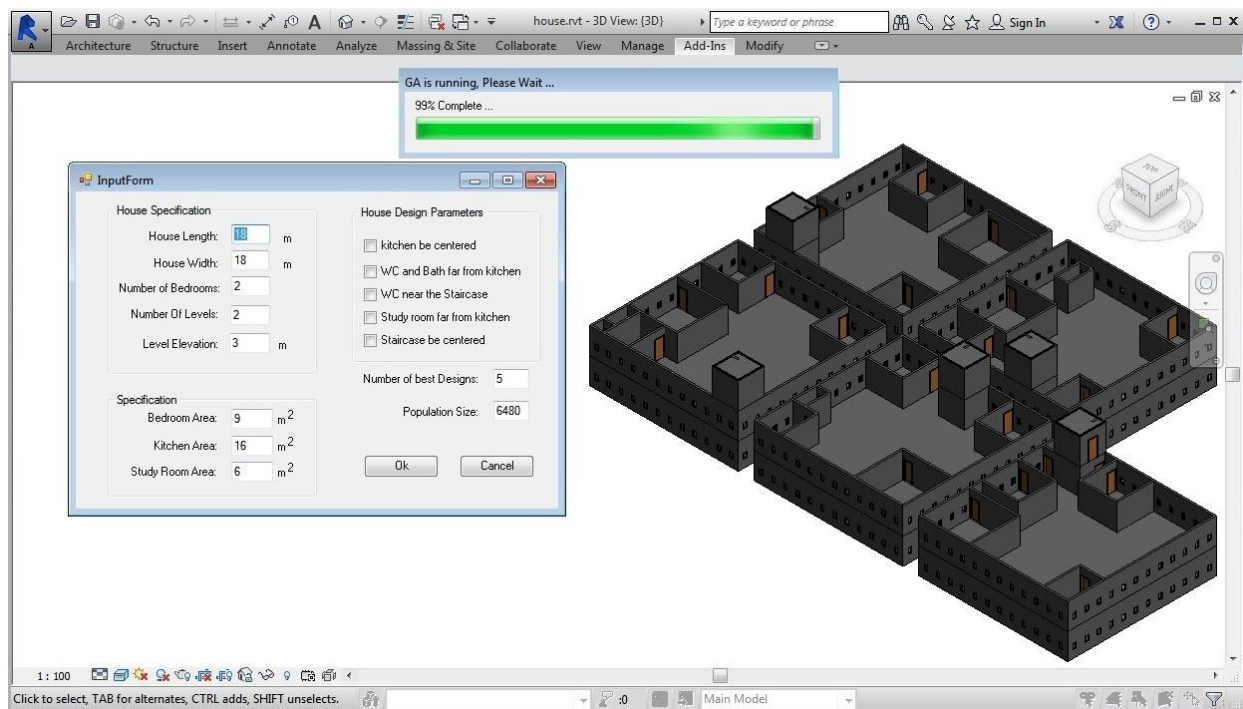 house.rvt - 3D View: {3D}
Type a keyword or phrase
Sign In
Architecture Structure Insert Annotate Analyze Massing & Site Collaborate View Manage Add-Ins Modify
GA is running, Please Wait ...
99% Complete ...
InputForm
House Specification
House Length: 18 m
House Width: 18 m
Number of Bedrooms: 2
Number Of Levels: 2
Level Elevation: 3 m
Specification
Bedroom Area: 9 m2
Kitchen Area: 16 m2
Study Room Area: 6 m2
House Design Parameters
kitchen be centered
WC and Bath far from kitchen
WC near the Staircase
Study room far from kitchen
Staircase be centered
Number of best Designs: 5
Population Size: 6480
Ok Cancel
FRONT RIGHT
1 : 100
Click to select, TAB for alternates, CTRL adds, SHIFT unselects. :0 Main Model